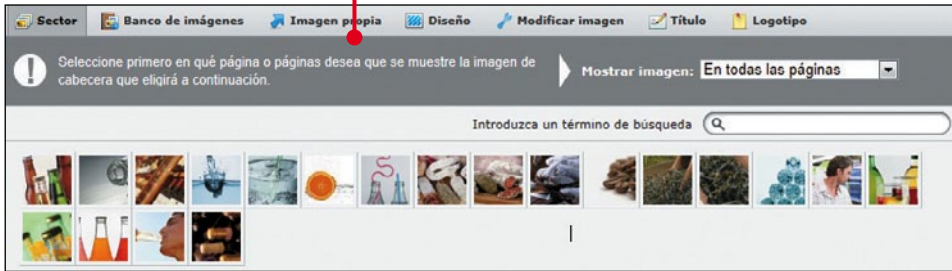 Sector Banco de imágenes Imagen propia Diseño Modificar imagen Título Logotipo
Seleccione primero en qué página o páginas desea que se muestre la imagen de
cabecera que eligirá a continuación.
Mostrar imagen: En todas las páginas
Introduzca un término de búsqueda